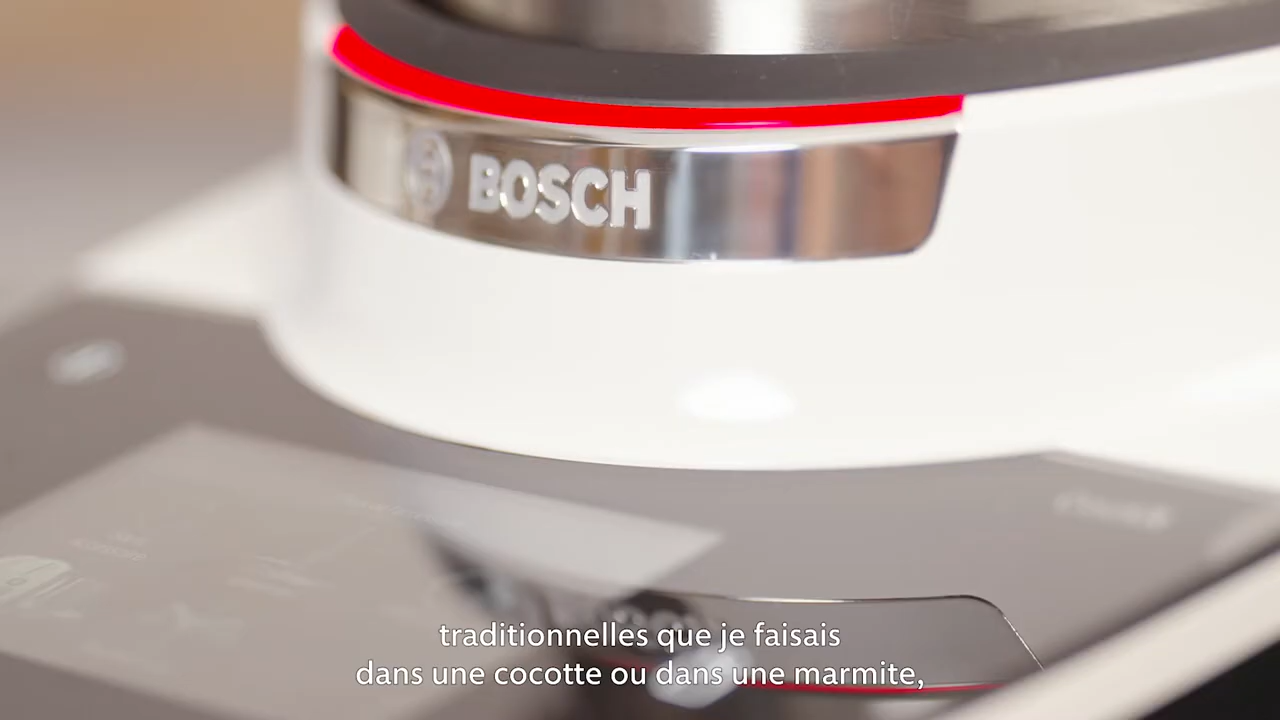 BOSCH
traditionnelles que je faisais
dans une cocotte ou dans une marmite,